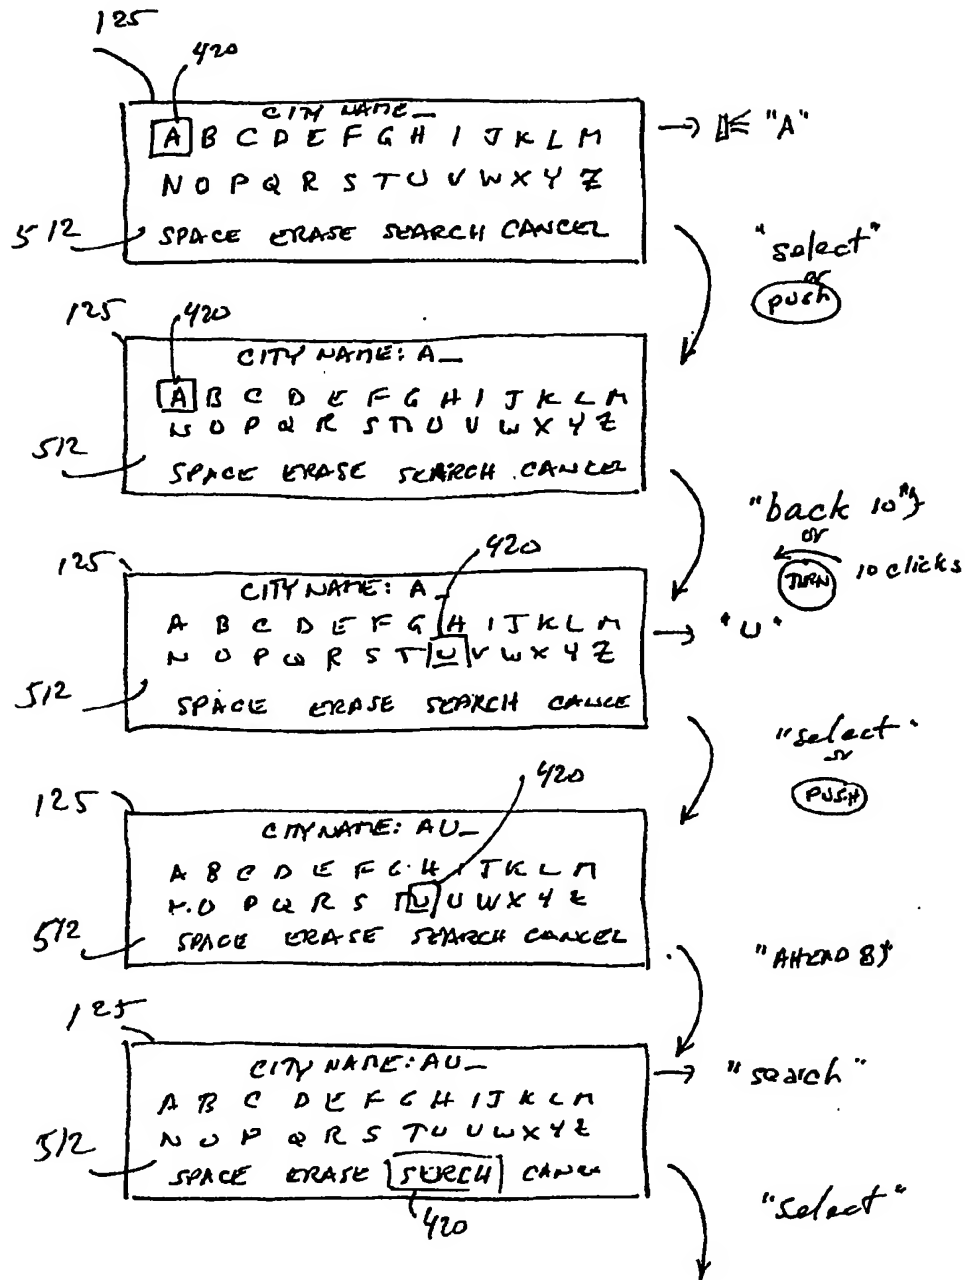 125
420
CITY NAME_
A B C D E F G H I J K L M → "A"
N O P Q R S T U V W X Y Z
512 SPACE ERASE SEARCH CANCEL
"select"
or
PUSH
125 420
CITY NAME: A_
A B C D E F G H I J K L M
N O P Q R S T U V W X Y Z
512
SPACE ERASE SEARCH CANCEL
"back 10"
or
TURN 10 clicks
420
125
CITY NAME: A_
A B C D E F G H I J K L M → "U"
N O P Q R S T U V W X Y Z
512
SPACE ERASE SEARCH CANCE
"select"
or
PUSH
420
125
CITY NAME: AU_
A B C D E F G H I J K L M
N O P Q R S T U V W X Y Z
512 SPACE ERASE SEARCH CANCEL
"AHEAD 8"
125
CITY NAME: AU_ → "search"
A B C D E F G H I J K L M
N O P Q R S T U V W X Y Z
512
SPACE ERASE SEARCH CANCEL
420
"select"